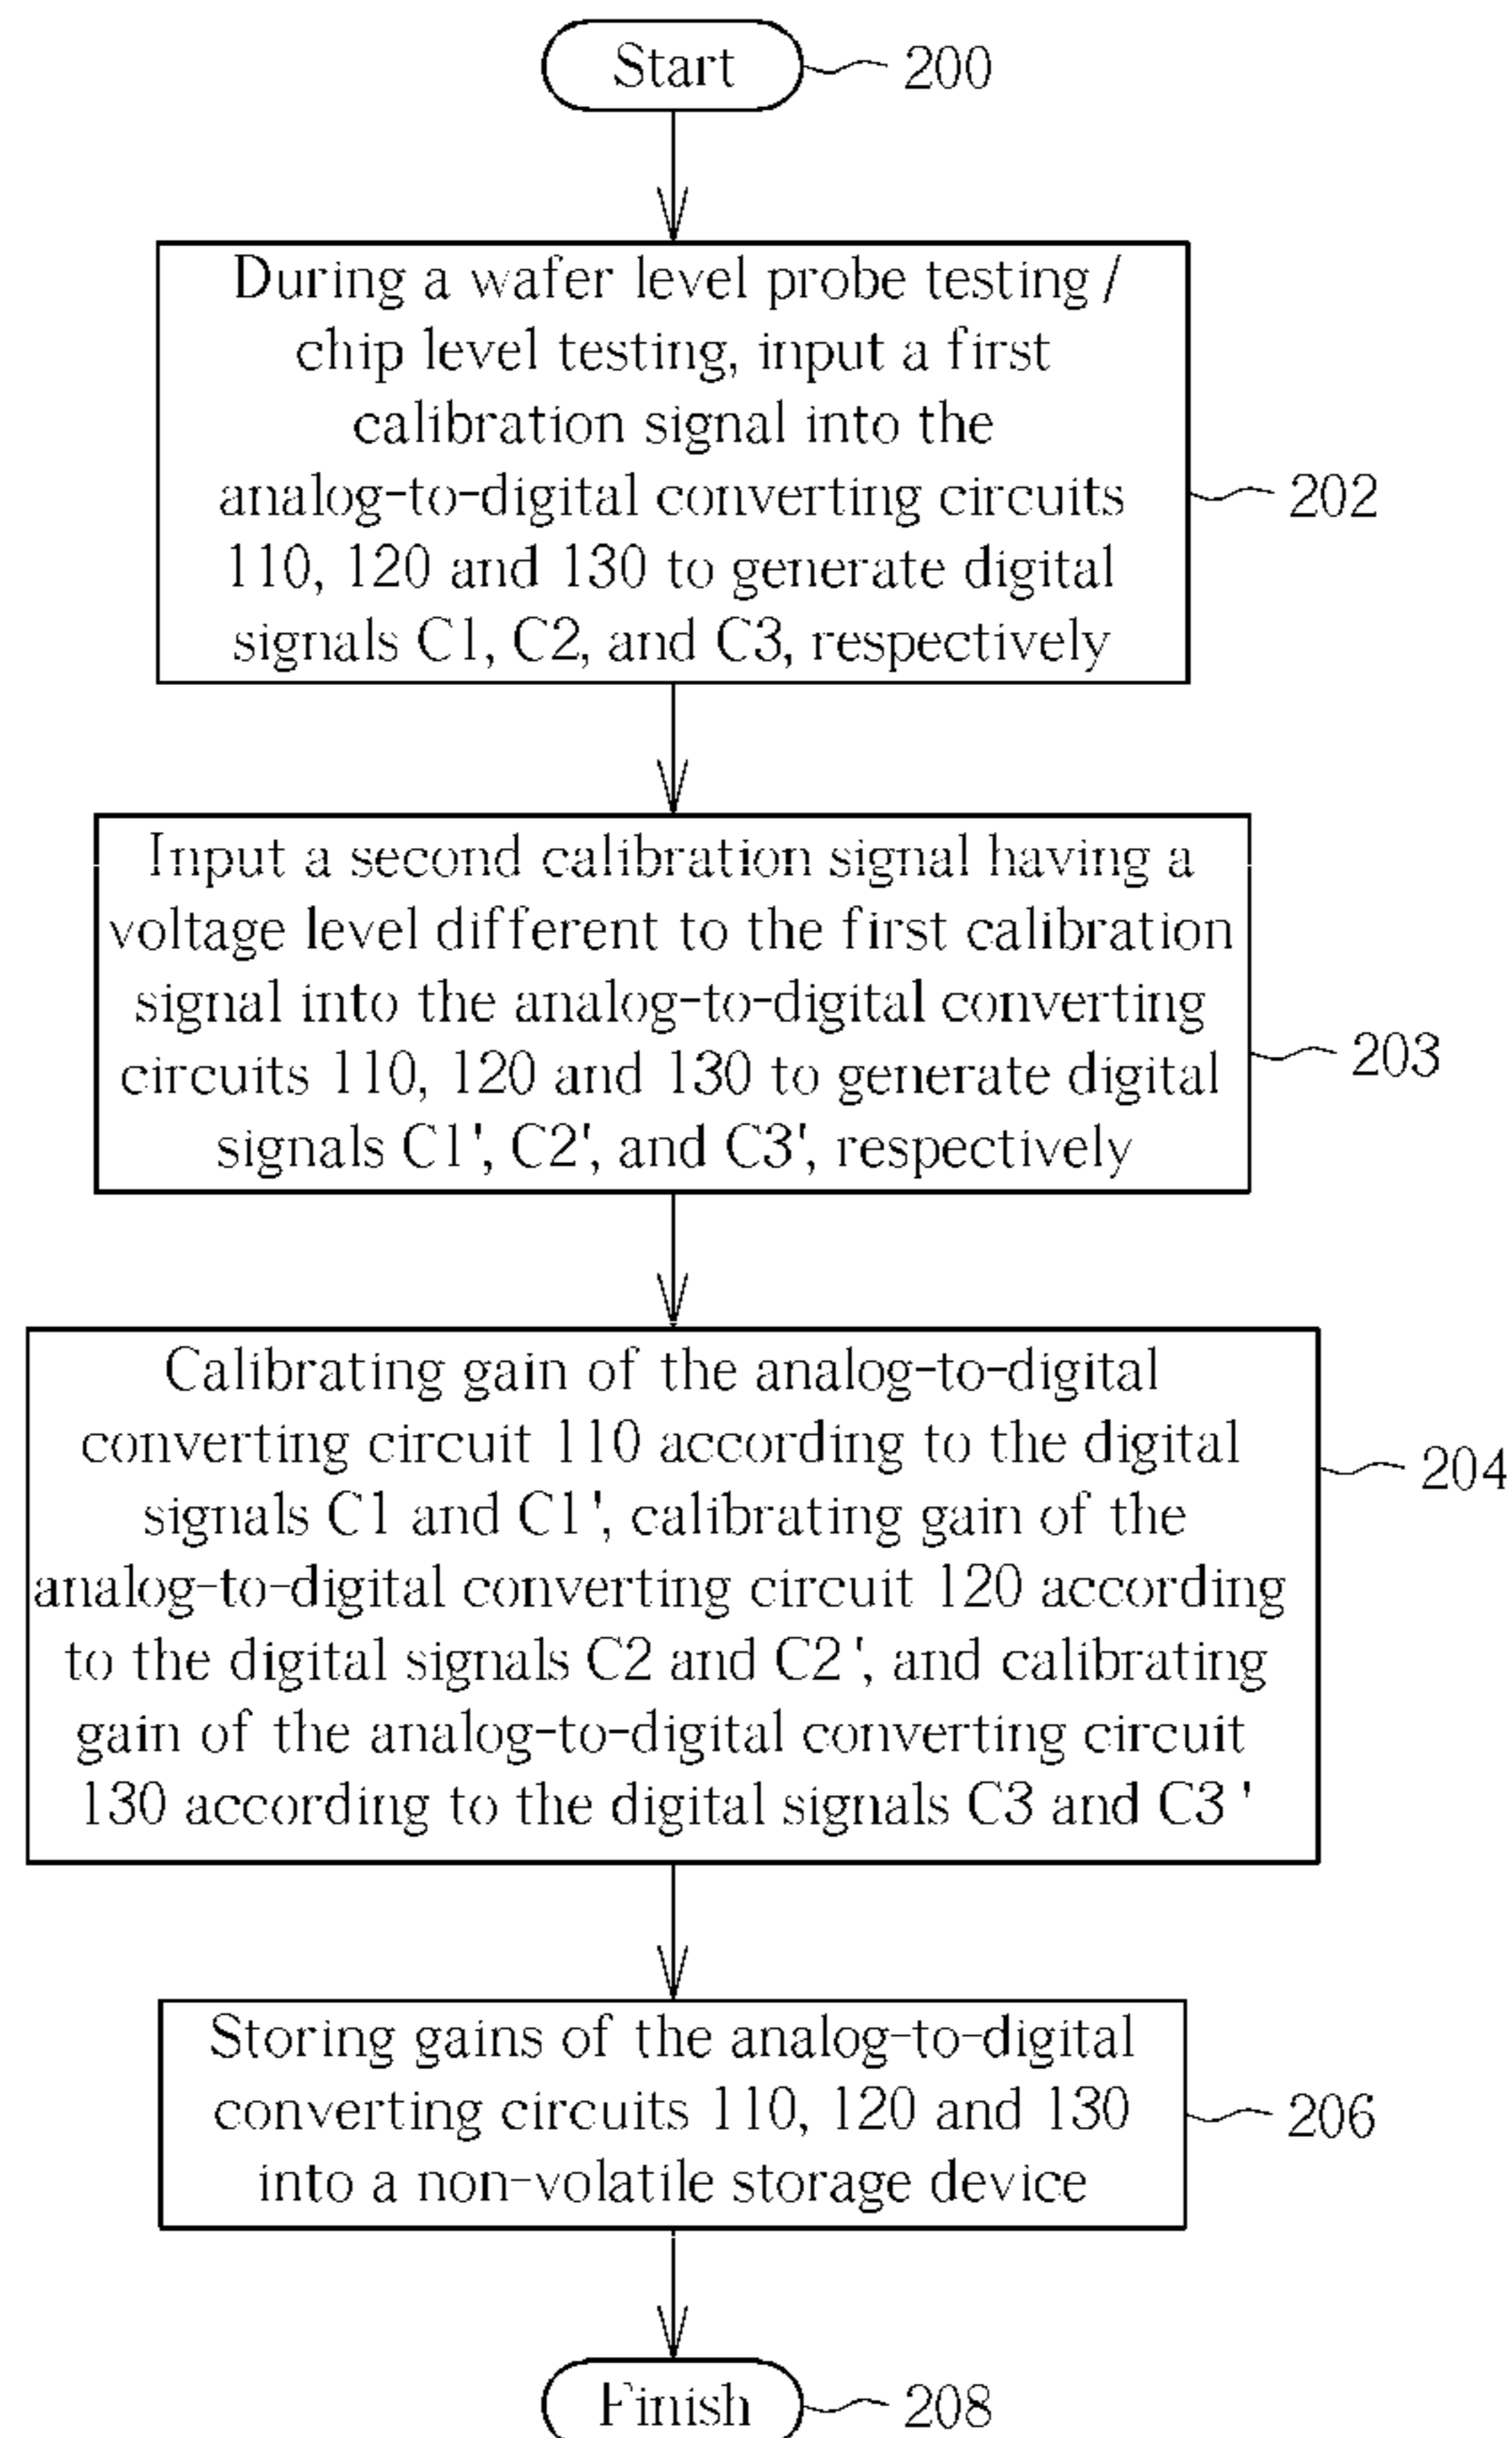 Start
200
During a wafer level probe testing/
chip level testing, input a first
calibration signal into the
analog-to-digital converting circuits
110, 120 and 130 to generate digital
signals C1, C2, and C3, respectively
202
Input a second calibration signal having a
voltage level different to the first calibration
signal into the analog-to-digital converting
circuits 110, 120 and 130 to generate digital
signals C1', C2', and C3', respectively
203
Calibrating gain of the analog-to-digital
converting circuit 110 according to the digital
signals C1 and C1', calibrating gain of the
analog-to-digital converting circuit 120 according
to the digital signals C2 and C2', and calibrating
gain of the analog-to-digital converting circuit
130 according to the digital signals C3 and C3'
204
Storing gains of the analog-to-digital
converting circuits 110, 120 and 130
into a non-volatile storage device
206
Finish
208